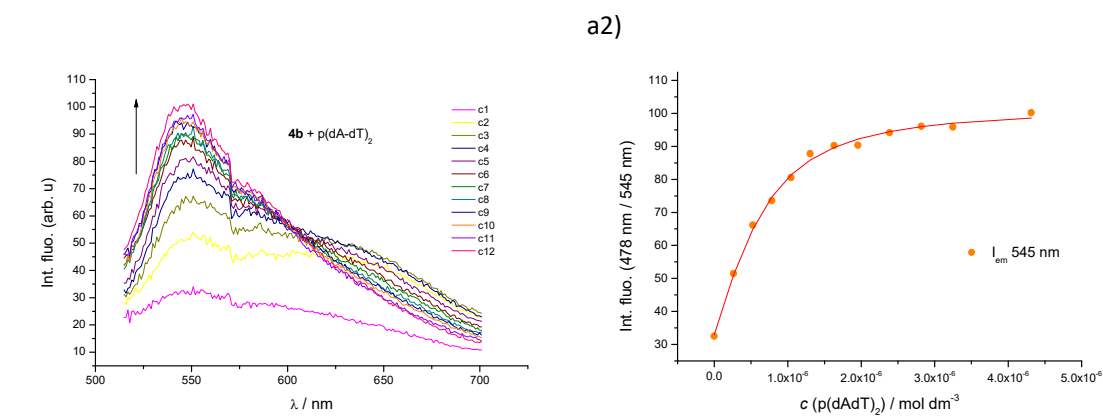 a2)
110
100
90
80
70
60
50
40
30
20
10
Int. fluo. (arb. u)
4b + p(dA-dT)2
c1
c2
c3
c4
c5
c6
c7
c8
c9
c10
c11
c12
500 550 600 650 700
λ / nm
110
100
90
80
70
60
50
40
30
Int. fluo. (478 nm / 545 nm)
Iem 545 nm
0.0 1.0x10-6 2.0x10-6 3.0x10-6 4.0x10-6 5.0x10-6
c (p(dAdT)2) / mol dm-3